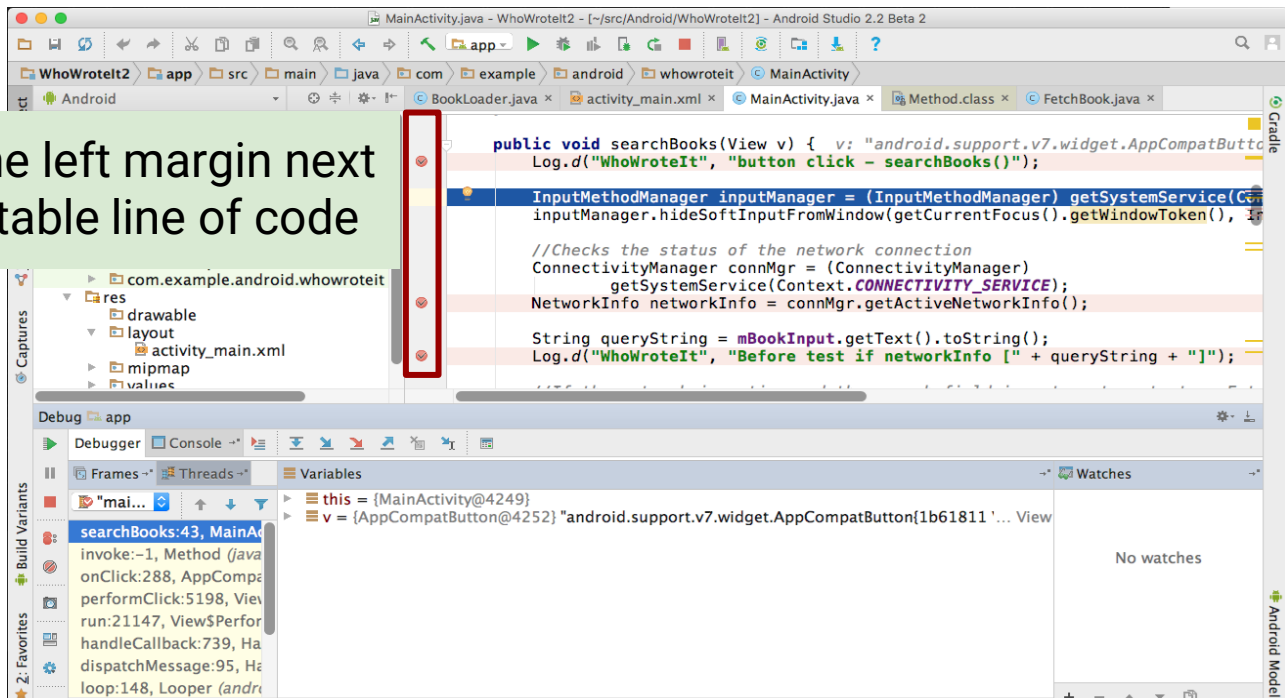 MainActivity.java - WhoWroteIt2 - [~/src/Android/WhoWroteIt2] - Android Studio 2.2 Beta 2
app
?
WhoWroteIt2 app src main java com example android whowroteit MainActivity
Android
BookLoader.java × activity_main.xml × MainActivity.java × Method.class × FetchBook.java ×
Gradle
left margin next
line of code
public void searchBooks(View v) { v: "android.support.v7.widget.AppCompatButto
Log.d("WhoWroteIt", "button click – searchBooks()");
InputMethodManager inputManager = (InputMethodManager) getSystemService(
inputManager.hideSoftInputFromWindow(getCurrentFocus().getWindowToken(),
//Checks the status of the network connection
ConnectivityManager connMgr = (ConnectivityManager)
getSystemService(Context.CONNECTIVITY_SERVICE);
NetworkInfo networkInfo = connMgr.getActiveNetworkInfo();
String queryString = mBookInput.getText().toString();
Log.d("WhoWroteIt", "Before test if networkInfo [" + queryString + "]");
com.example.android.whowroteit
res
drawable
layout
activity_main.xml
mipmap
values
Captures
Debug app
Debugger Console
Frames Threads Variables Watches
"mai...
this = {MainActivity@4249}
v = {AppCompatButton@4252} "android.support.v7.widget.AppCompatButton{1b61811 '... View
No watches
searchBooks:43, MainAc
invoke:–1, Method (java
onClick:288, AppCompa
performClick:5198, View
run:21147, View$Perfor
handleCallback:739, Ha
dispatchMessage:95, Ha
loop:148, Looper (andro
Build Variants
2: Favorites
Android Model